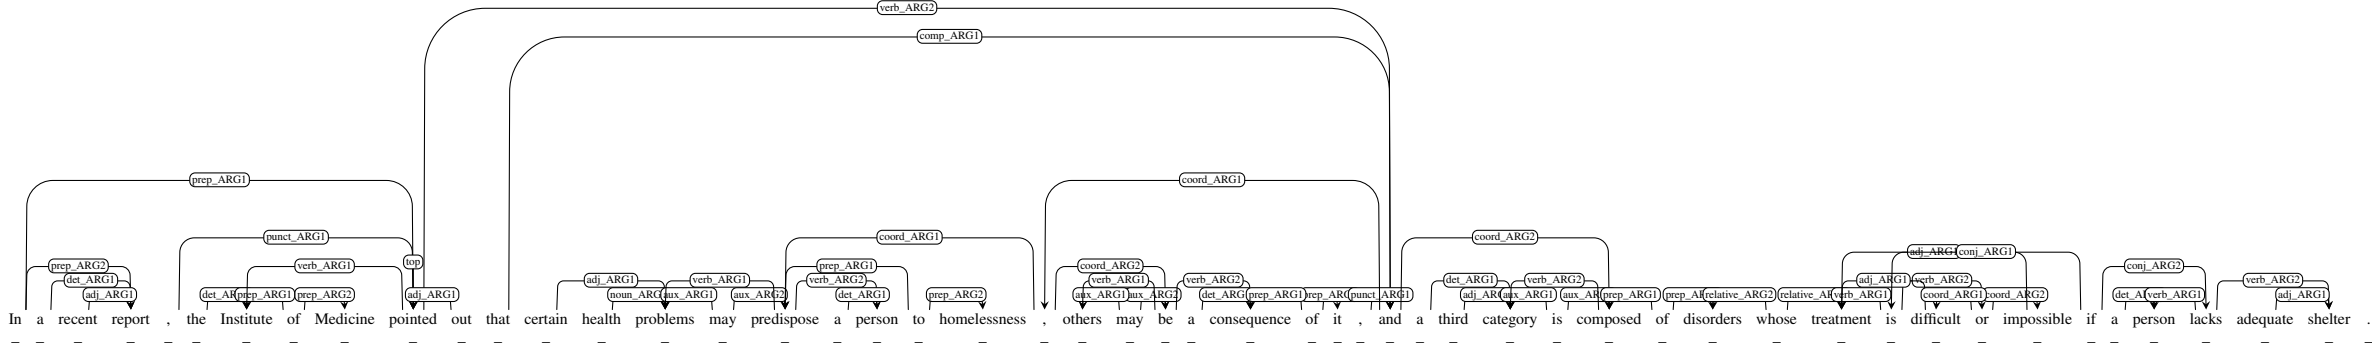 verb_ARG2
comp_ARG1
prep_ARG1 coord_ARG1
punct_ARG1 coord_ARG1 coord_ARG2
adj_ARG1 conj_ARG1
top
prep_ARG2 verb_ARG1 prep_ARG1 coord_ARG2 conj_ARG2
det_ARG1 adj_ARG1 verb_ARG1 verb_ARG2 verb_ARG1 verb_ARG2 det_ARG1 verb_ARG2 adj_ARG1 verb_ARG2 verb_ARG2
adj_ARG1 prep_ARG1 prep_ARG2 adj_ARG1 aux_ARG1 aux_ARG2 det_ARG1 prep_ARG2 aux_ARG1 aux_ARG2 prep_ARG1 punct_ARG1 aux_ARG1 prep_ARG1 relative_ARG2 verb_ARG1 coord_ARG1 coord_ARG2 verb_ARG1 adj_ARG1
In a recent report , the Institute of Medicine pointed out that certain health problems may predispose a person to homelessness , others may be a consequence of it , and a third category is composed of disorders whose treatment is difficult or impossible if a person lacks adequate shelter .